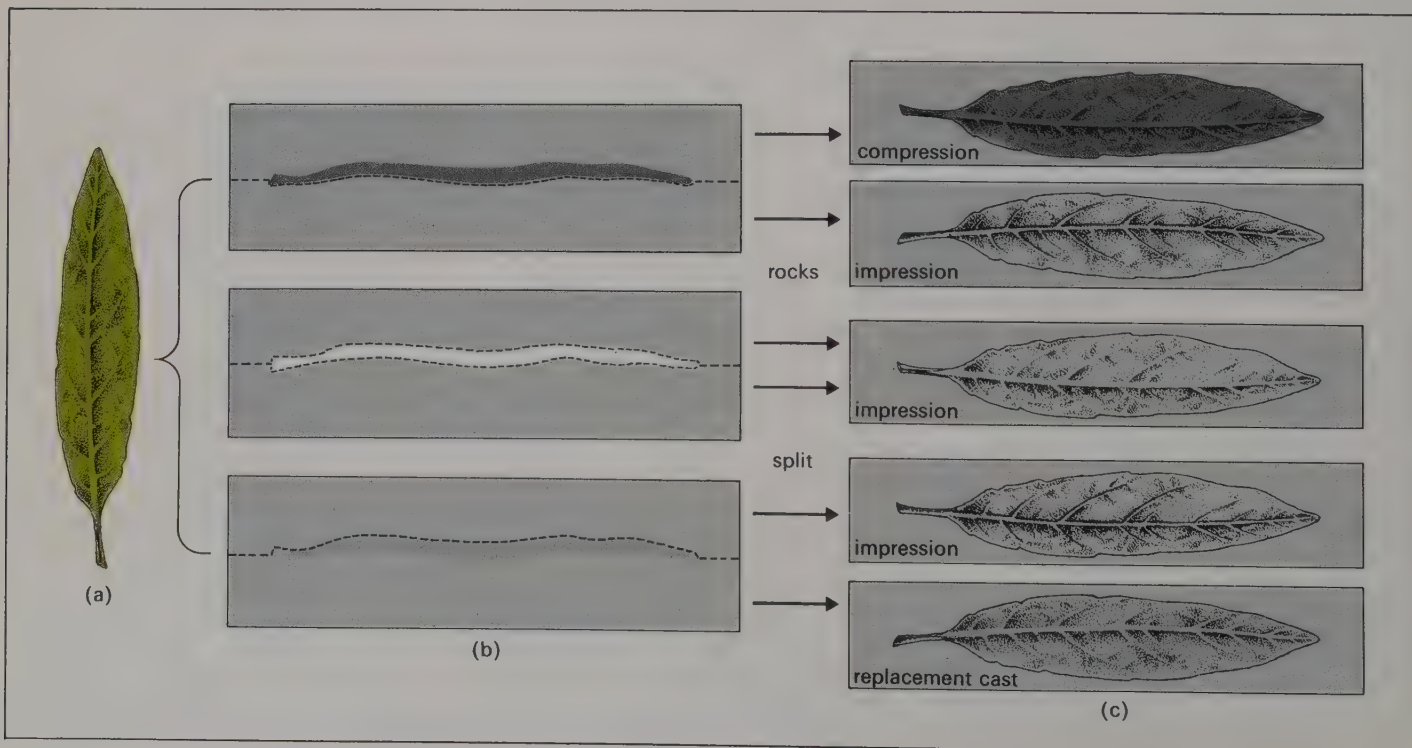 compression
impression
rocks
impression
split
impression
replacement cast
(a)
(b)
(c)